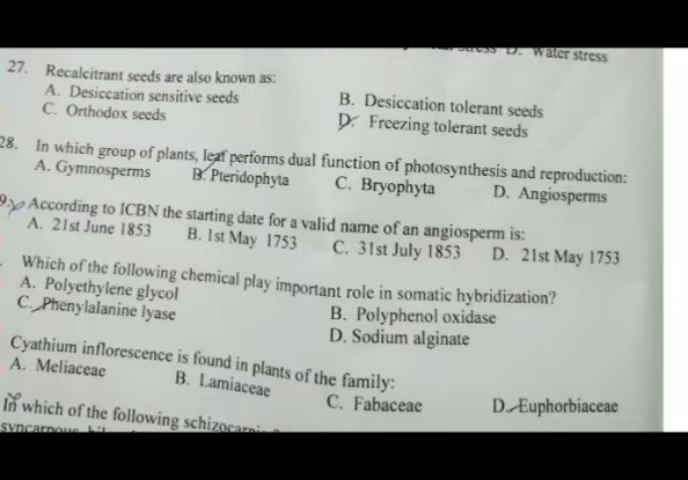 stress D. Water stress
27. Recalcitrant seeds are also known as:
A. Desiccation sensitive seeds B. Desiccation tolerant seeds
C. Orthodox seeds D. Freezing tolerant seeds
28. In which group of plants, leaf performs dual function of photosynthesis and reproduction:
A. Gymnosperms B. Pteridophyta C. Bryophyta D. Angiosperms
9. According to ICBN the starting date for a valid name of an angiosperm is:
A. 21st June 1853 B. 1st May 1753 C. 31st July 1853 D. 21st May 1753
Which of the following chemical play important role in somatic hybridization?
A. Polyethylene glycol B. Polyphenol oxidase
C. Phenylalanine lyase D. Sodium alginate
Cyathium inflorescence is found in plants of the family:
A. Meliaceae B. Lamiaceae C. Fabaceae D. Euphorbiaceae
In which of the following